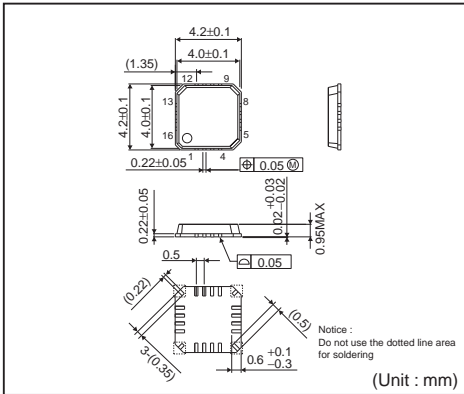 4.2±0.1
4.0±0.1
(1.35)
12 9
13 8
16 5
1 4
4.2±0.1
4.0±0.1
0.22±0.05
⌖ 0.05 Ⓜ
0.22±0.05
0.02 +0.03 −0.02
0.95MAX
0.5
0.05
(0.22)
3-(0.35)
(0.5)
0.6 +0.1 −0.3
Notice :
Do not use the dotted line area
for soldering
(Unit : mm)